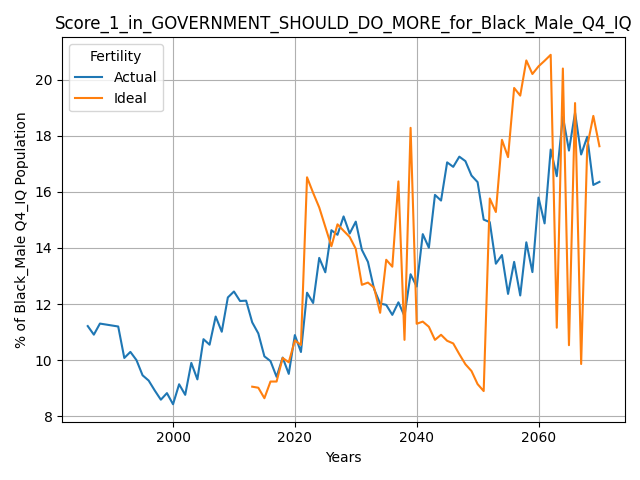 Score_1_in_GOVERNMENT_SHOULD_DO_MORE_for_Black_Male_Q4_IQ
Fertility
Actual
Ideal
% of Black_Male Q4_IQ Population
20
18
16
14
12
10
8
2000
2020
2040
2060
Years